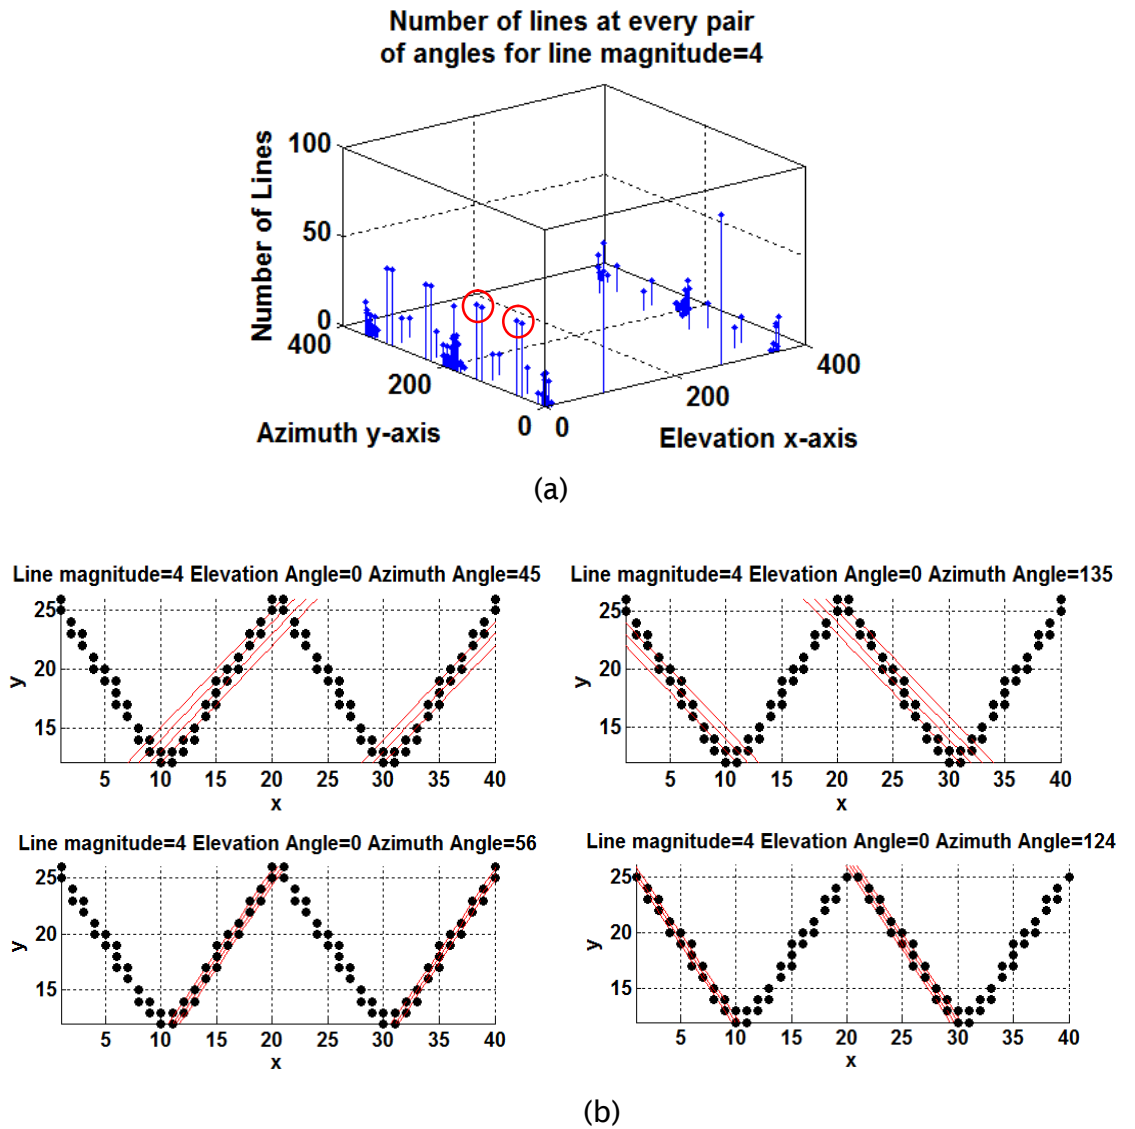 Number of lines at every pair
of angles for line magnitude=4
Number of Lines
100
50
0
400
200
0
0
200
400
Azimuth y-axis
Elevation x-axis
(a)
Line magnitude=4 Elevation Angle=0 Azimuth Angle=45
25
20
15
y
5 10 15 20 25 30 35 40
x
Line magnitude=4 Elevation Angle=0 Azimuth Angle=135
25
20
15
y
5 10 15 20 25 30 35 40
x
Line magnitude=4 Elevation Angle=0 Azimuth Angle=56
25
20
15
y
5 10 15 20 25 30 35 40
x
Line magnitude=4 Elevation Angle=0 Azimuth Angle=124
25
20
15
y
5 10 15 20 25 30 35 40
x
(b)